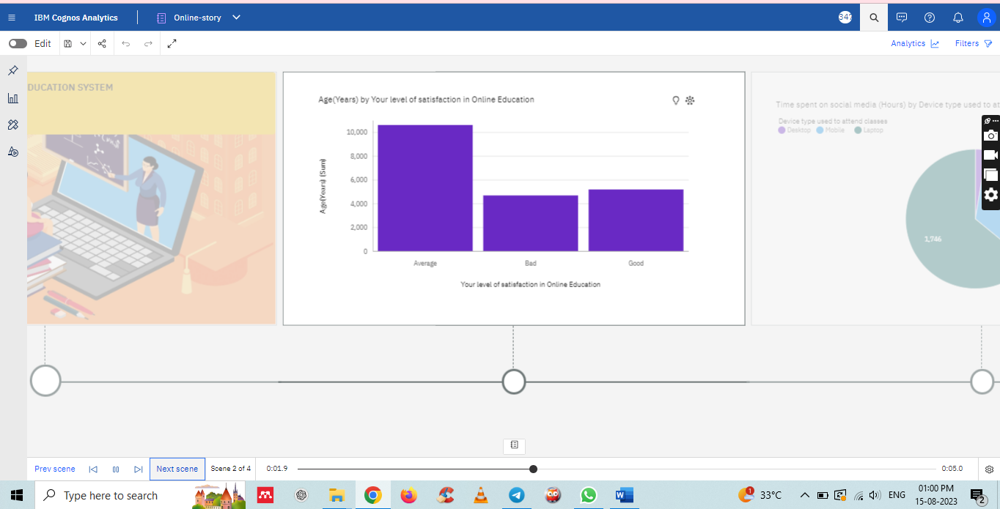 IBM Cognos Analytics
Online-story
347
Edit
Analytics
Filters
DUCATION SYSTEM
Age(Years) by Your level of satisfaction in Online Education
10,000
8,000
6,000
4,000
2,000
0
Age(Years) (Sum)
Average
Bad
Good
Your level of satisfaction in Online Education
Time spent on social media (Hours) by Device type used to at
Device type used to attend classes
Desktop
Mobile
Laptop
1,746
Prev scene
Next scene
Scene 2 of 4
0:01.9
0:05.0
Type here to search
1
33°C
ENG
01:00 PM
15-08-2023
2